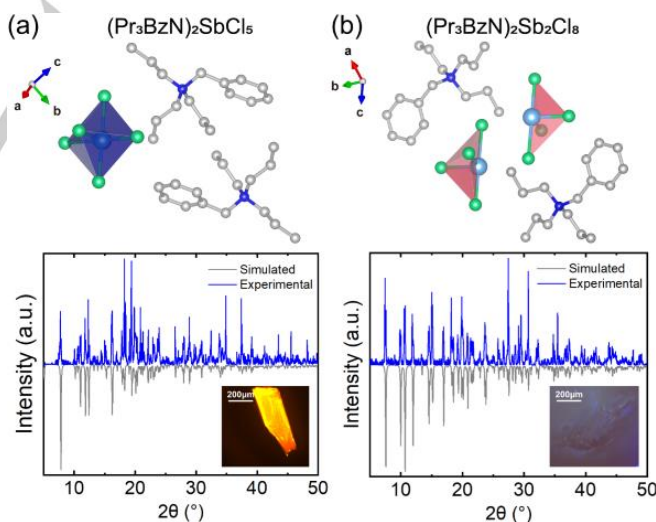 (a) (Pr₃BzN)₂SbCl₅
c
a
b
Simulated
Experimental
Intensity (a.u.)
200μm
10 20 30 40 50
2θ (°)
(b) (Pr₃BzN)₂Sb₂Cl₈
a
b
c
Simulated
Experimental
Intensity (a.u.)
200μm
10 20 30 40 50
2θ (°)